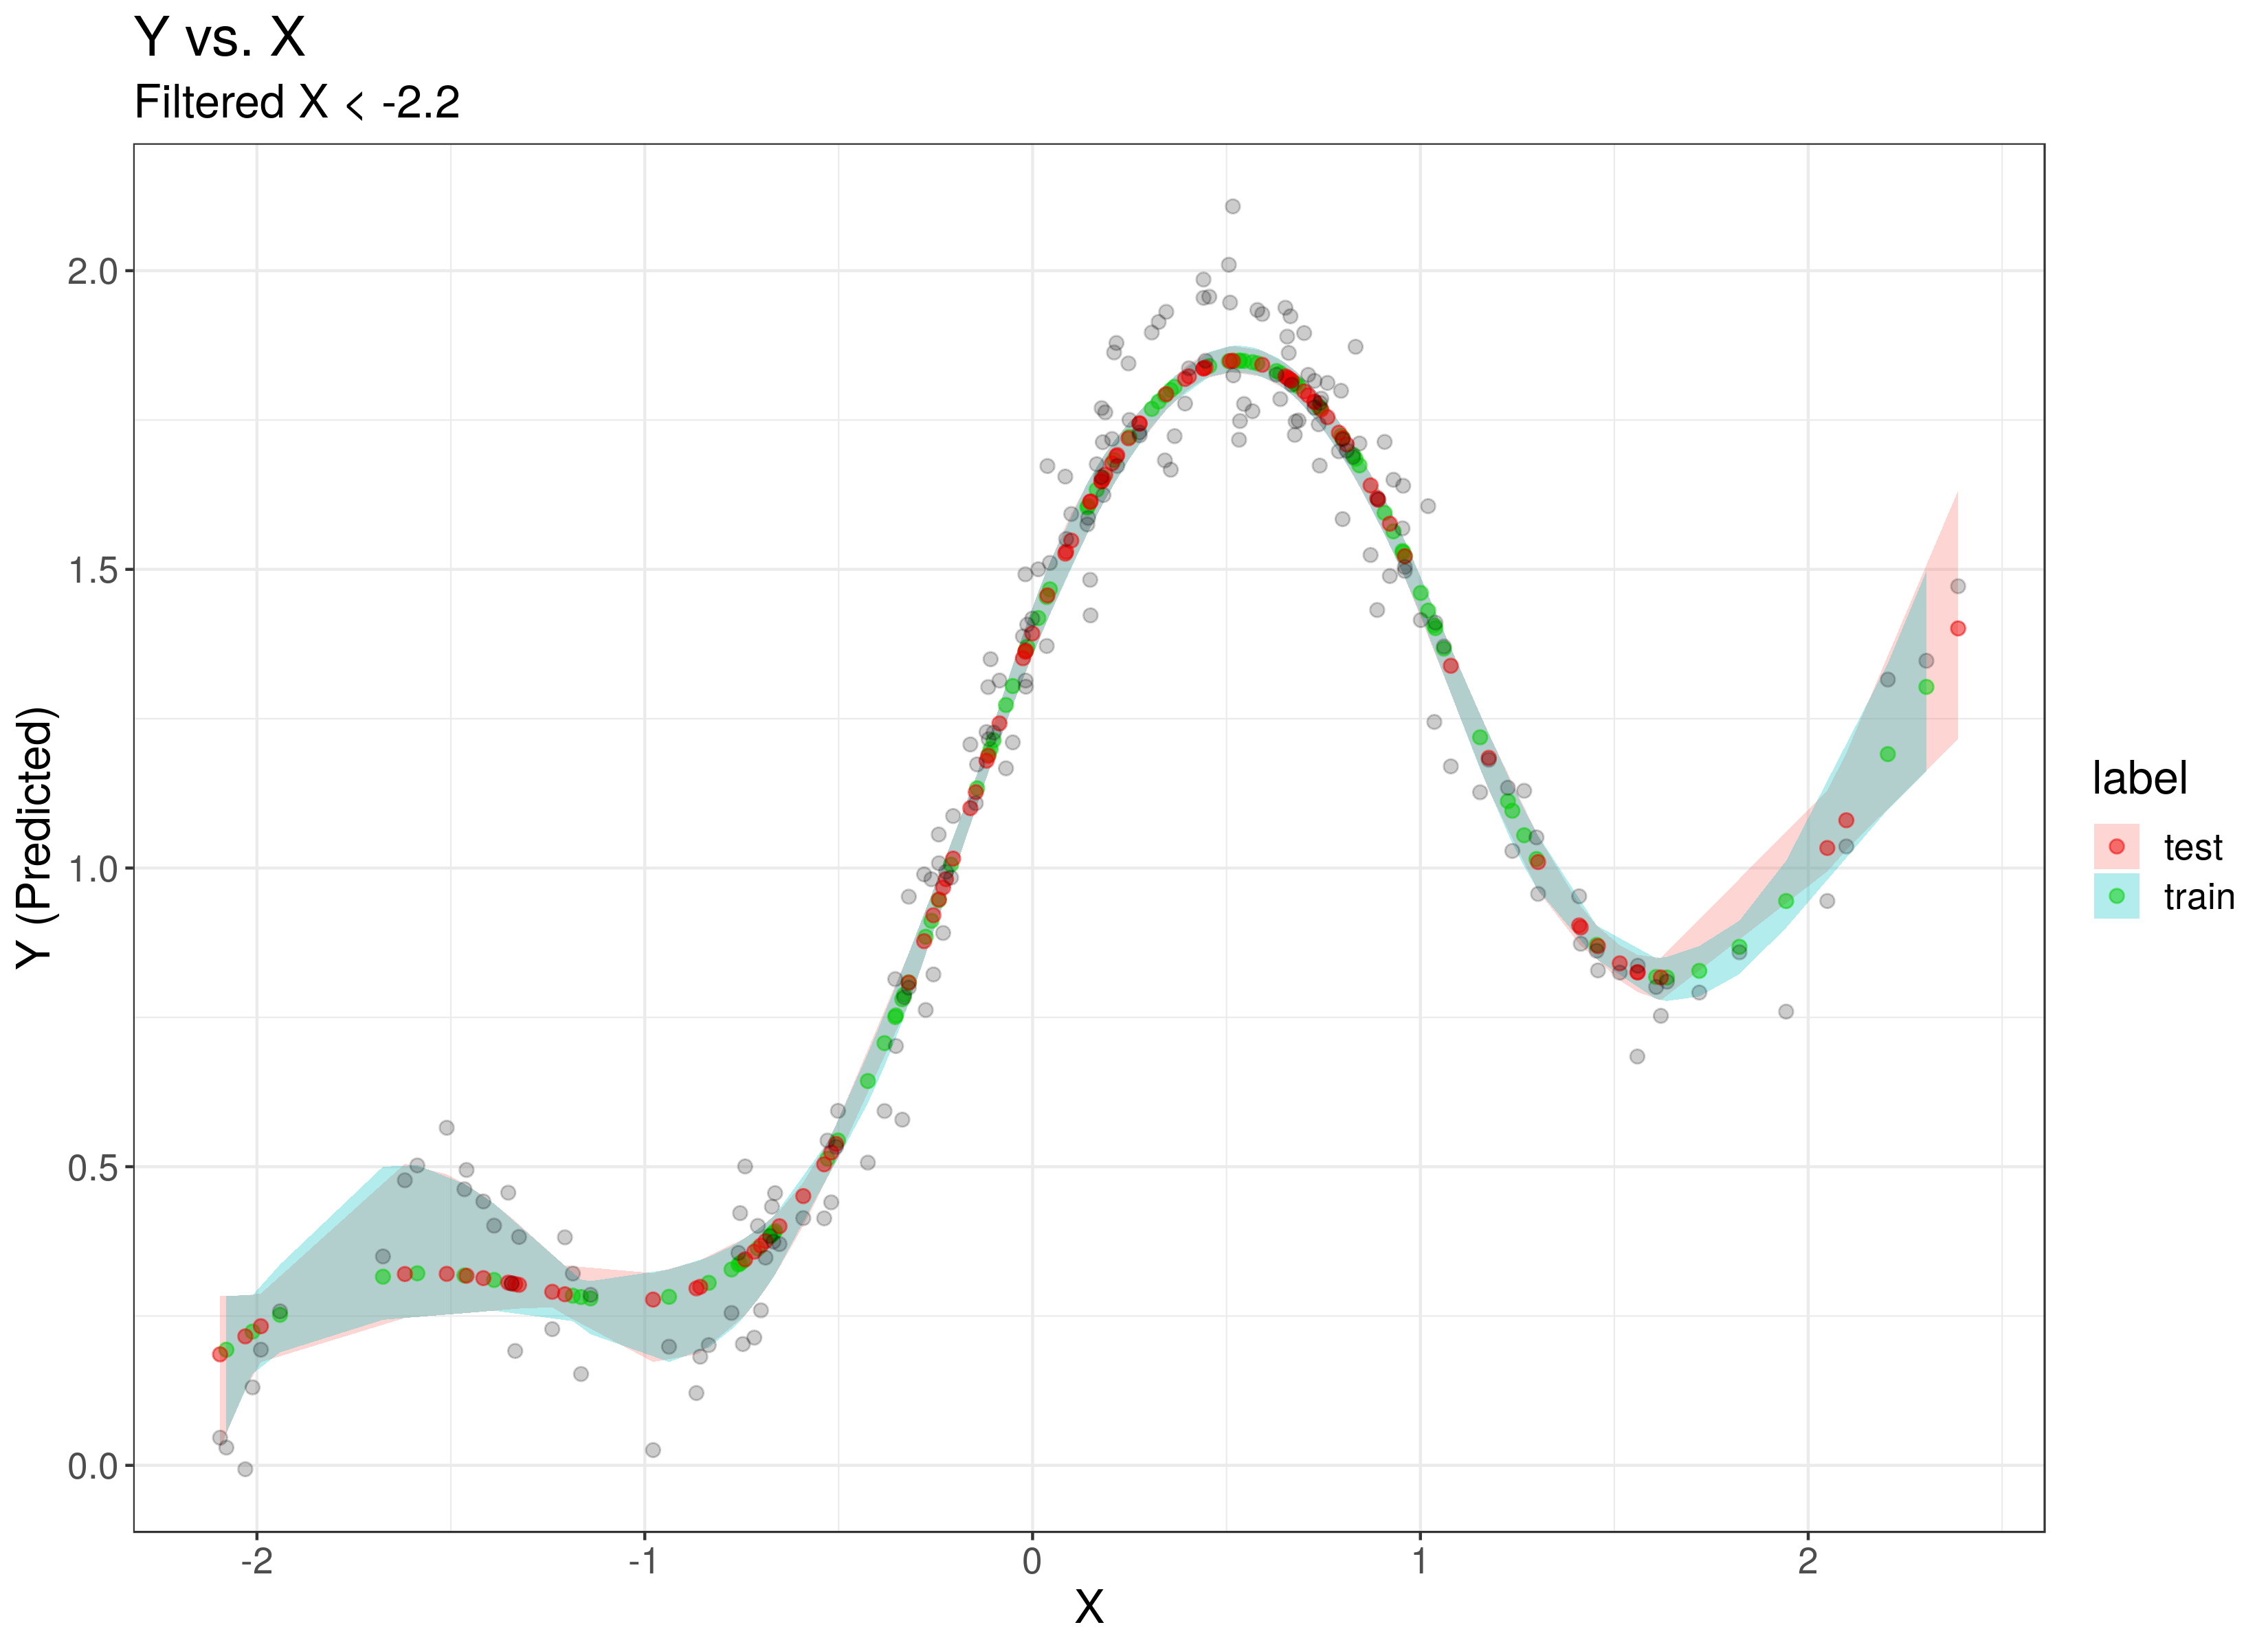 Y vs. X
Filtered X < -2.2
Y (Predicted)
2.0
1.5
1.0
0.5
0.0
-2
-1
0
1
2
X
label
test
train